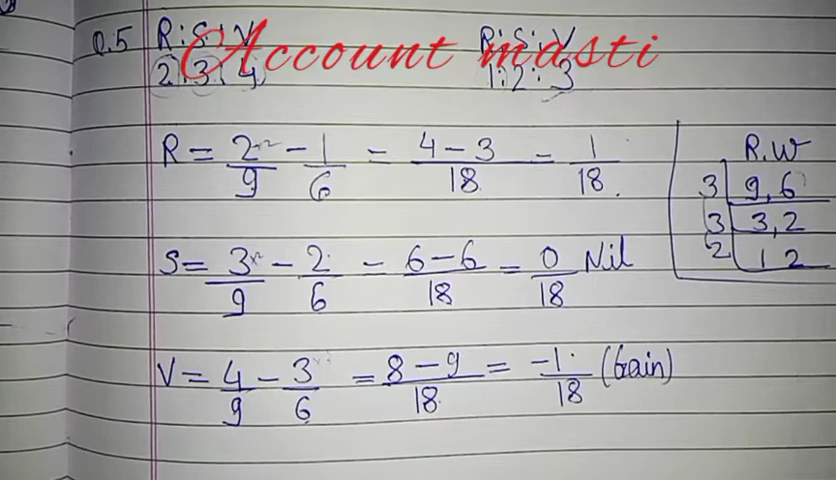 Q.5 R:S:V R:S:V
Account masti
2:3:4 1:2:3
R = 2/9 - 1/6 = 4-3/18 = 1/18
R.W
3 9, 6
3 3, 2
2 1 2
S = 3/9 - 2/6 = 6-6/18 = 0/18 Nil
V = 4/9 - 3/6 = 8-9/18 = -1/18 (Gain)